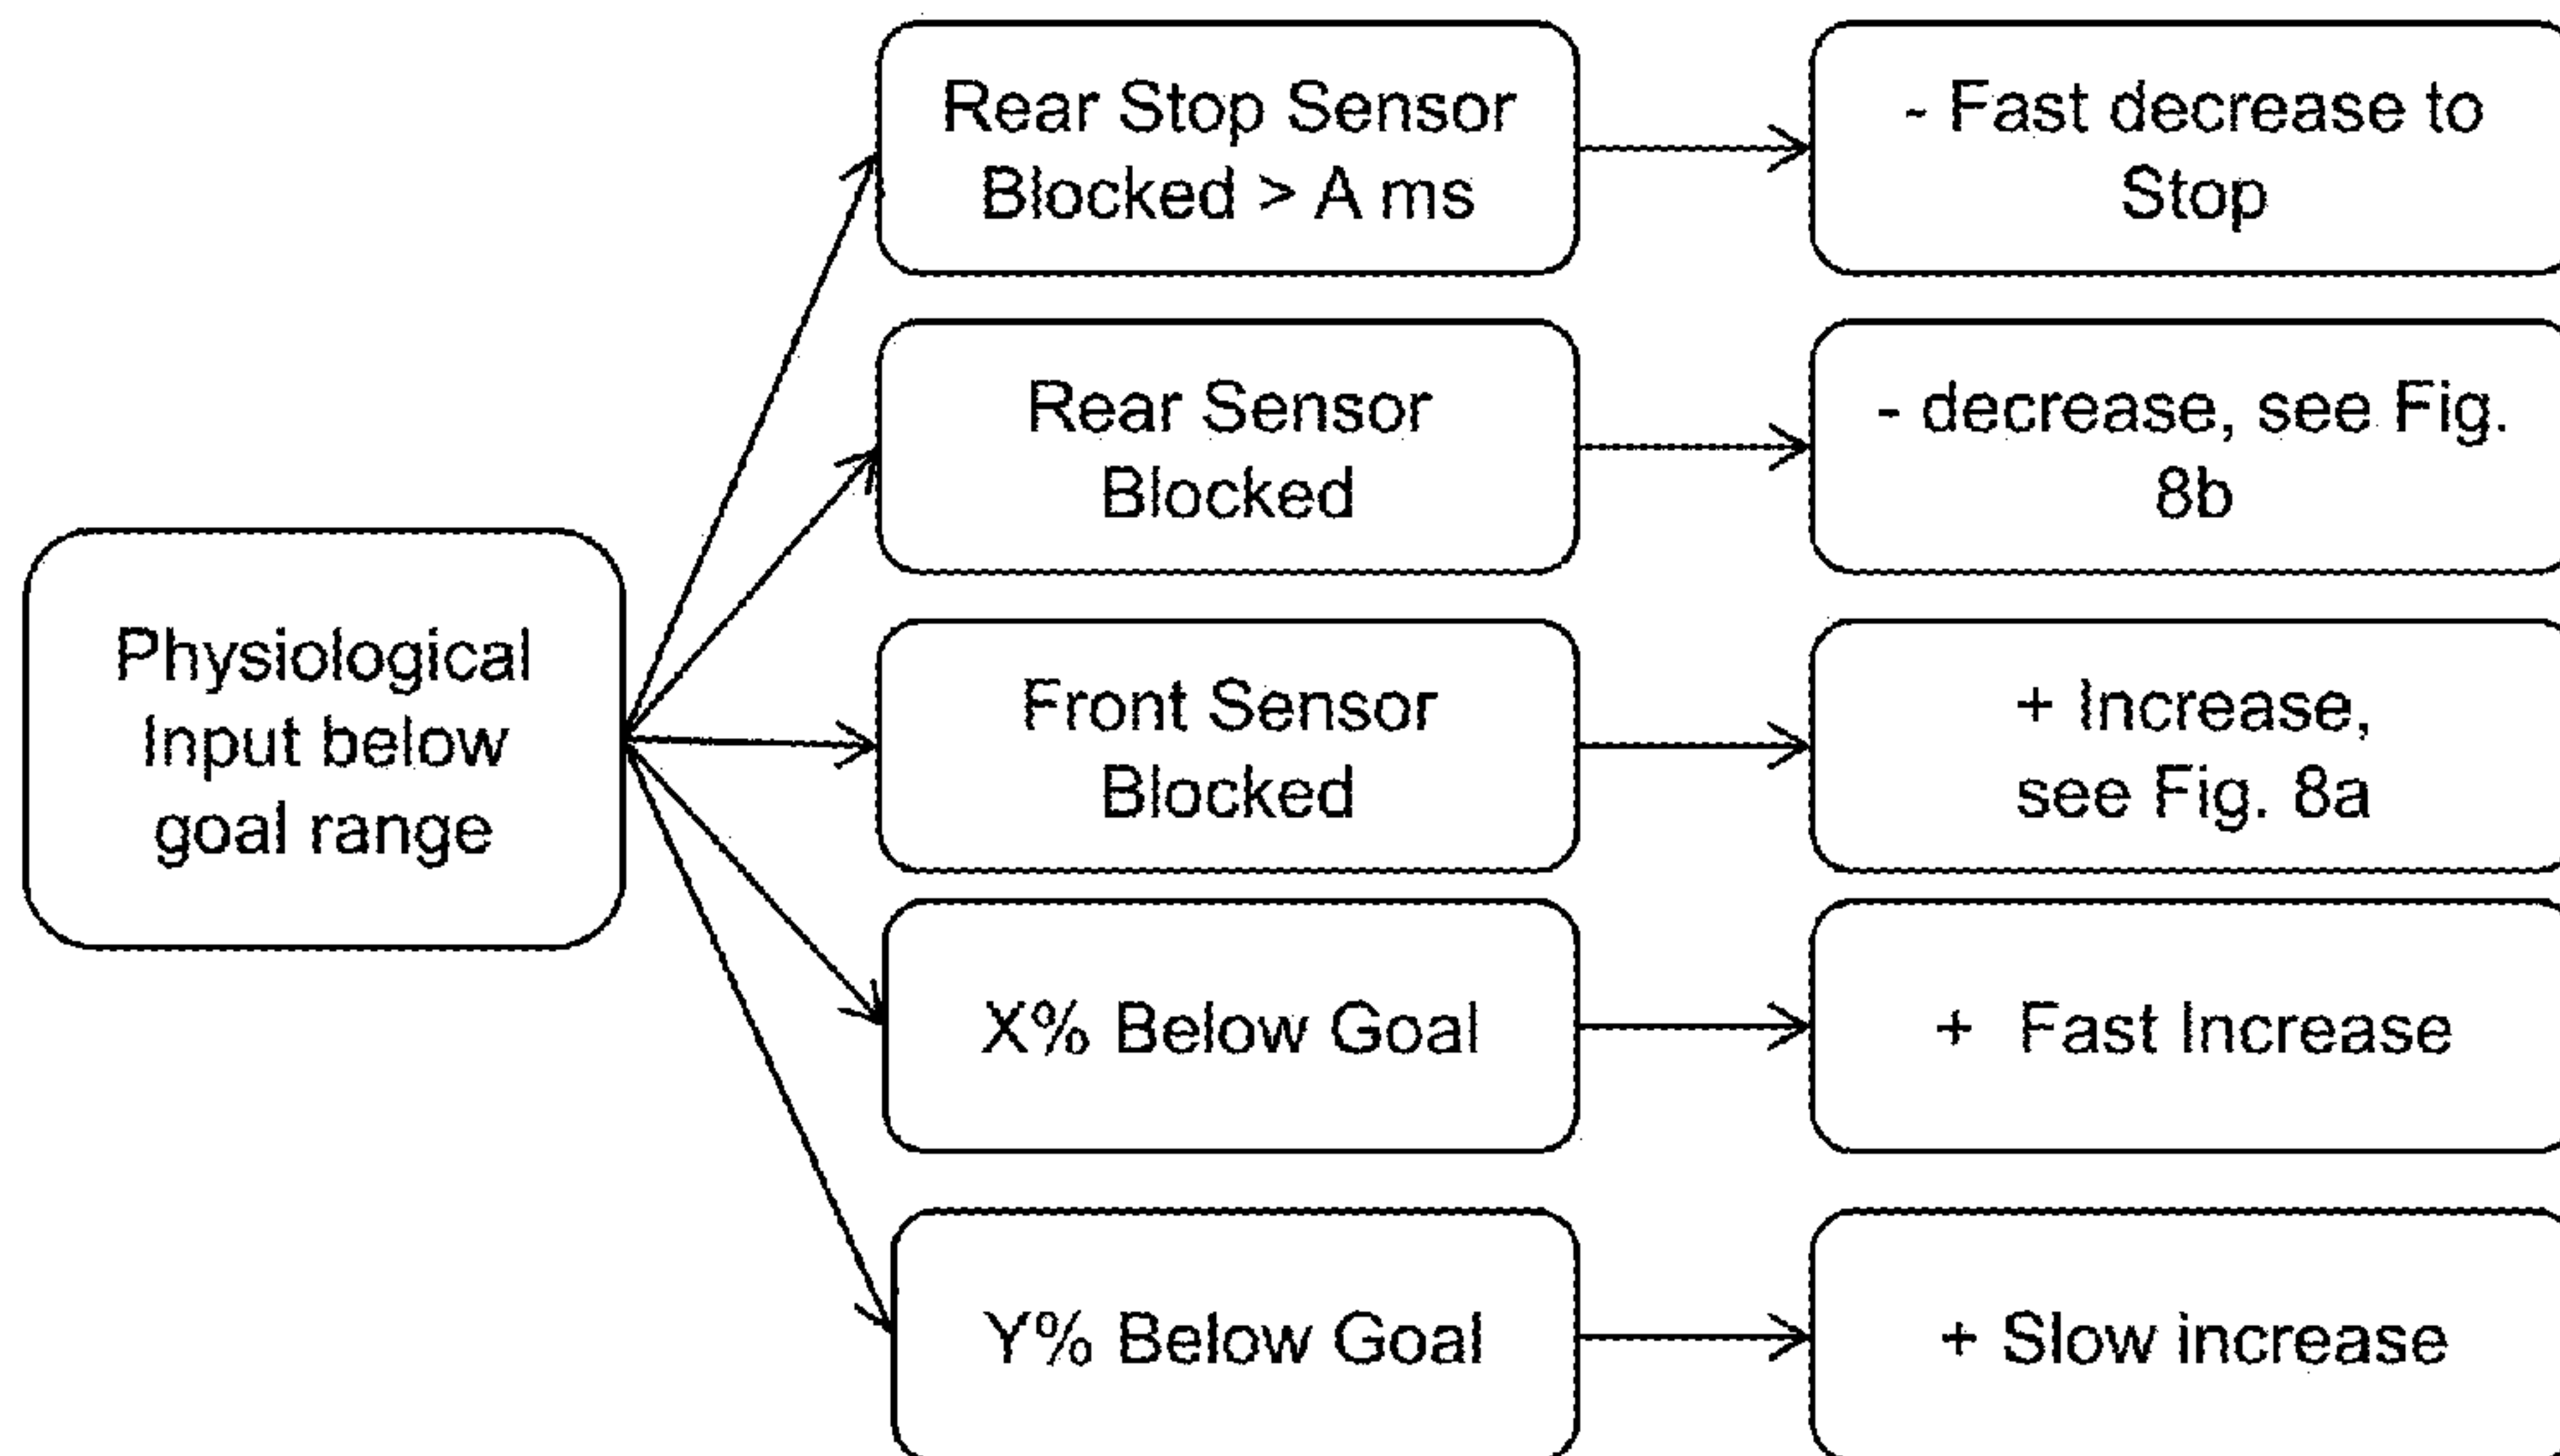 Physiological
Input below
goal range
Rear Stop Sensor
Blocked > A ms
- Fast decrease to
Stop
Rear Sensor
Blocked
- decrease, see Fig.
8b
Front Sensor
Blocked
+ Increase,
see Fig. 8a
X% Below Goal
+ Fast Increase
Y% Below Goal
+ Slow increase